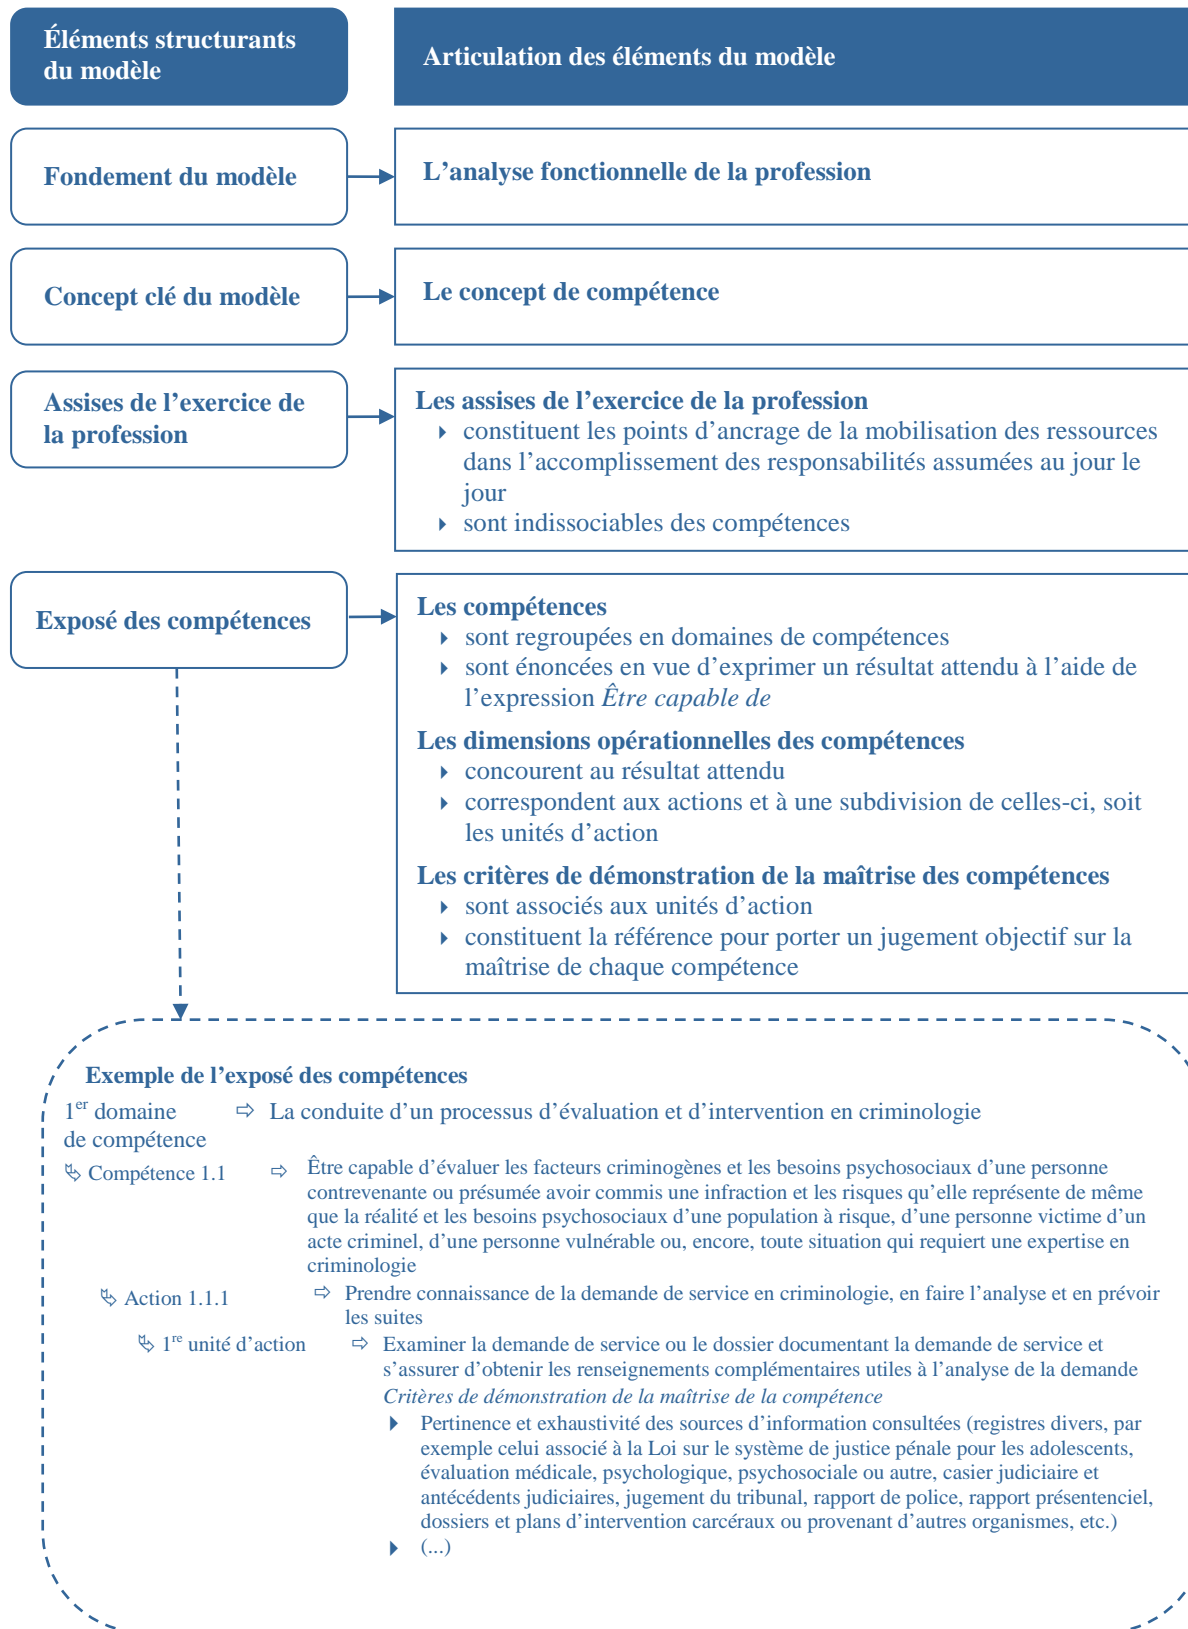 Éléments structurants
du modèle
Articulation des éléments du modèle
Fondement du modèle
L’analyse fonctionnelle de la profession
Concept clé du modèle
Le concept de compétence
Assises de l’exercice de
la profession
Les assises de l’exercice de la profession
constituent les points d’ancrage de la mobilisation des ressources
dans l’accomplissement des responsabilités assumées au jour le
jour
sont indissociables des compétences
Exposé des compétences
Les compétences
sont regroupées en domaines de compétences
sont énoncées en vue d’exprimer un résultat attendu à l’aide de
l’expression Être capable de
Les dimensions opérationnelles des compétences
concourent au résultat attendu
correspondent aux actions et à une subdivision de celles-ci, soit
les unités d’action
Les critères de démonstration de la maîtrise des compétences
sont associés aux unités d’action
constituent la référence pour porter un jugement objectif sur la
maîtrise de chaque compétence
Exemple de l’exposé des compétences
1er domaine
de compétence
⇨ La conduite d’un processus d’évaluation et d’intervention en criminologie
Compétence 1.1
⇨ Être capable d’évaluer les facteurs criminogènes et les besoins psychosociaux d’une personne
contrevenante ou présumée avoir commis une infraction et les risques qu’elle représente de même
que la réalité et les besoins psychosociaux d’une population à risque, d’une personne victime d’un
acte criminel, d’une personne vulnérable ou, encore, toute situation qui requiert une expertise en
criminologie
Action 1.1.1
⇨ Prendre connaissance de la demande de service en criminologie, en faire l’analyse et en prévoir
les suites
1re unité d’action
⇨ Examiner la demande de service ou le dossier documentant la demande de service et
s’assurer d’obtenir les renseignements complémentaires utiles à l’analyse de la demande
Critères de démonstration de la maîtrise de la compétence
Pertinence et exhaustivité des sources d’information consultées (registres divers, par
exemple celui associé à la Loi sur le système de justice pénale pour les adolescents,
évaluation médicale, psychologique, psychosociale ou autre, casier judiciaire et
antécédents judiciaires, jugement du tribunal, rapport de police, rapport présentenciel,
dossiers et plans d’intervention carcéraux ou provenant d’autres organismes, etc.)
(...)